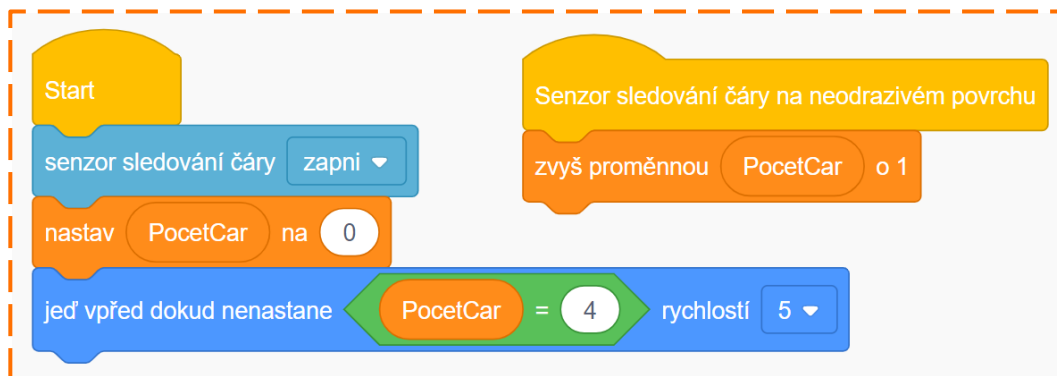 Start
senzor sledování čáry zapni
nastav PocetCar na 0
jeď vpřed dokud nenastane PocetCar = 4 rychlostí 5
Senzor sledování čáry na neodrazivém povrchu
zvyš proměnnou PocetCar o 1